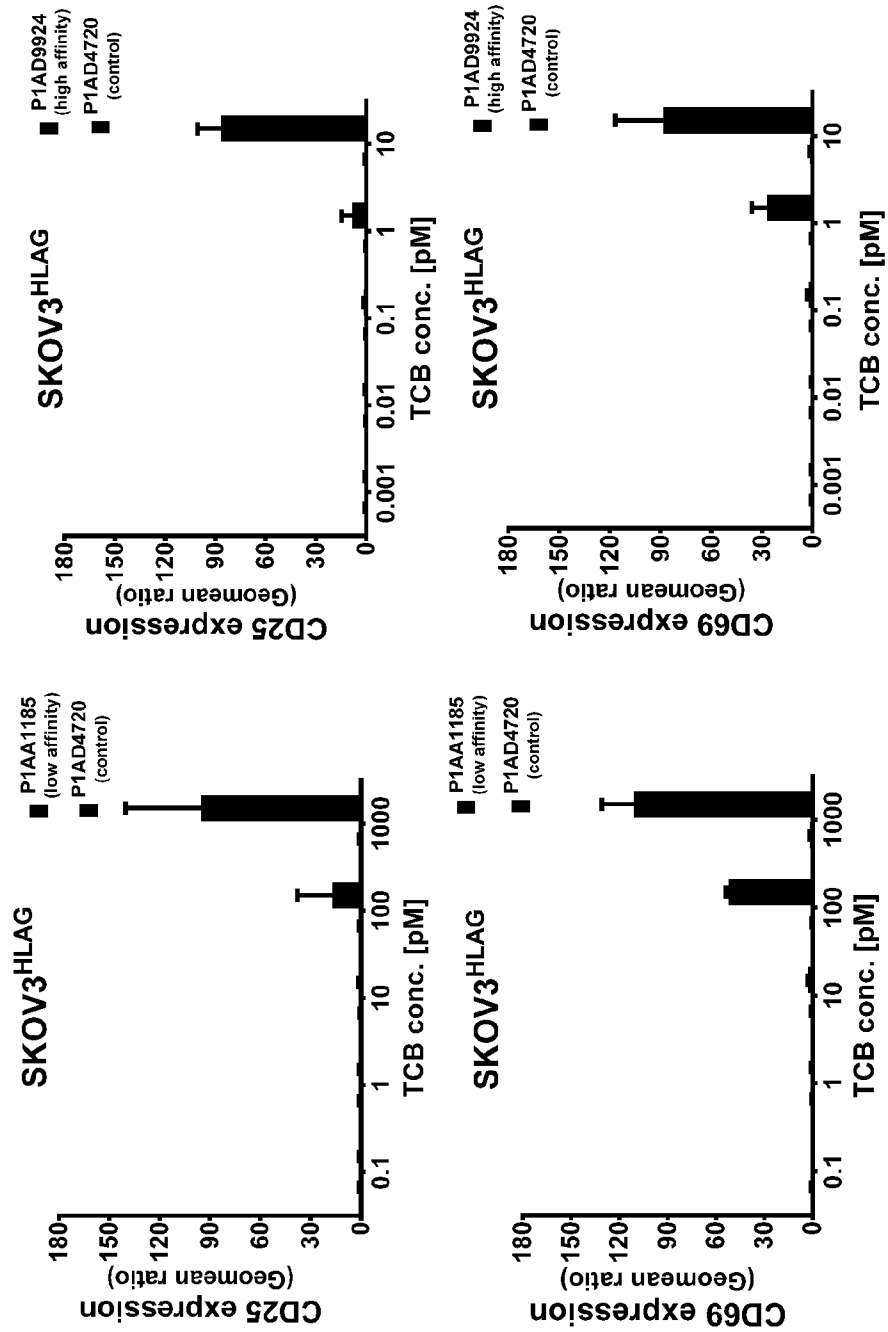 P1AD9924
(high affinity)
P1AD4720
(control)
SKOV3HLAG
CD25 expression
(Geomean ratio)
180
150
120
90
60
30
0
0.001
0.01
0.1
1
10
TCB conc. [pM]
P1AD9924
(high affinity)
P1AD4720
(control)
SKOV3HLAG
CD69 expression
(Geomean ratio)
180
150
120
90
60
30
0
0.001
0.01
0.1
1
10
TCB conc. [pM]
P1AA1185
(low affinity)
P1AD4720
(control)
SKOV3HLAG
CD25 expression
(Geomean ratio)
180
150
120
90
60
30
0
0.1
1
10
100
1000
TCB conc. [pM]
P1AA1185
(low affinity)
P1AD4720
(control)
SKOV3HLAG
CD69 expression
(Geomean ratio)
180
150
120
90
60
30
0
0.1
1
10
100
1000
TCB conc. [pM]